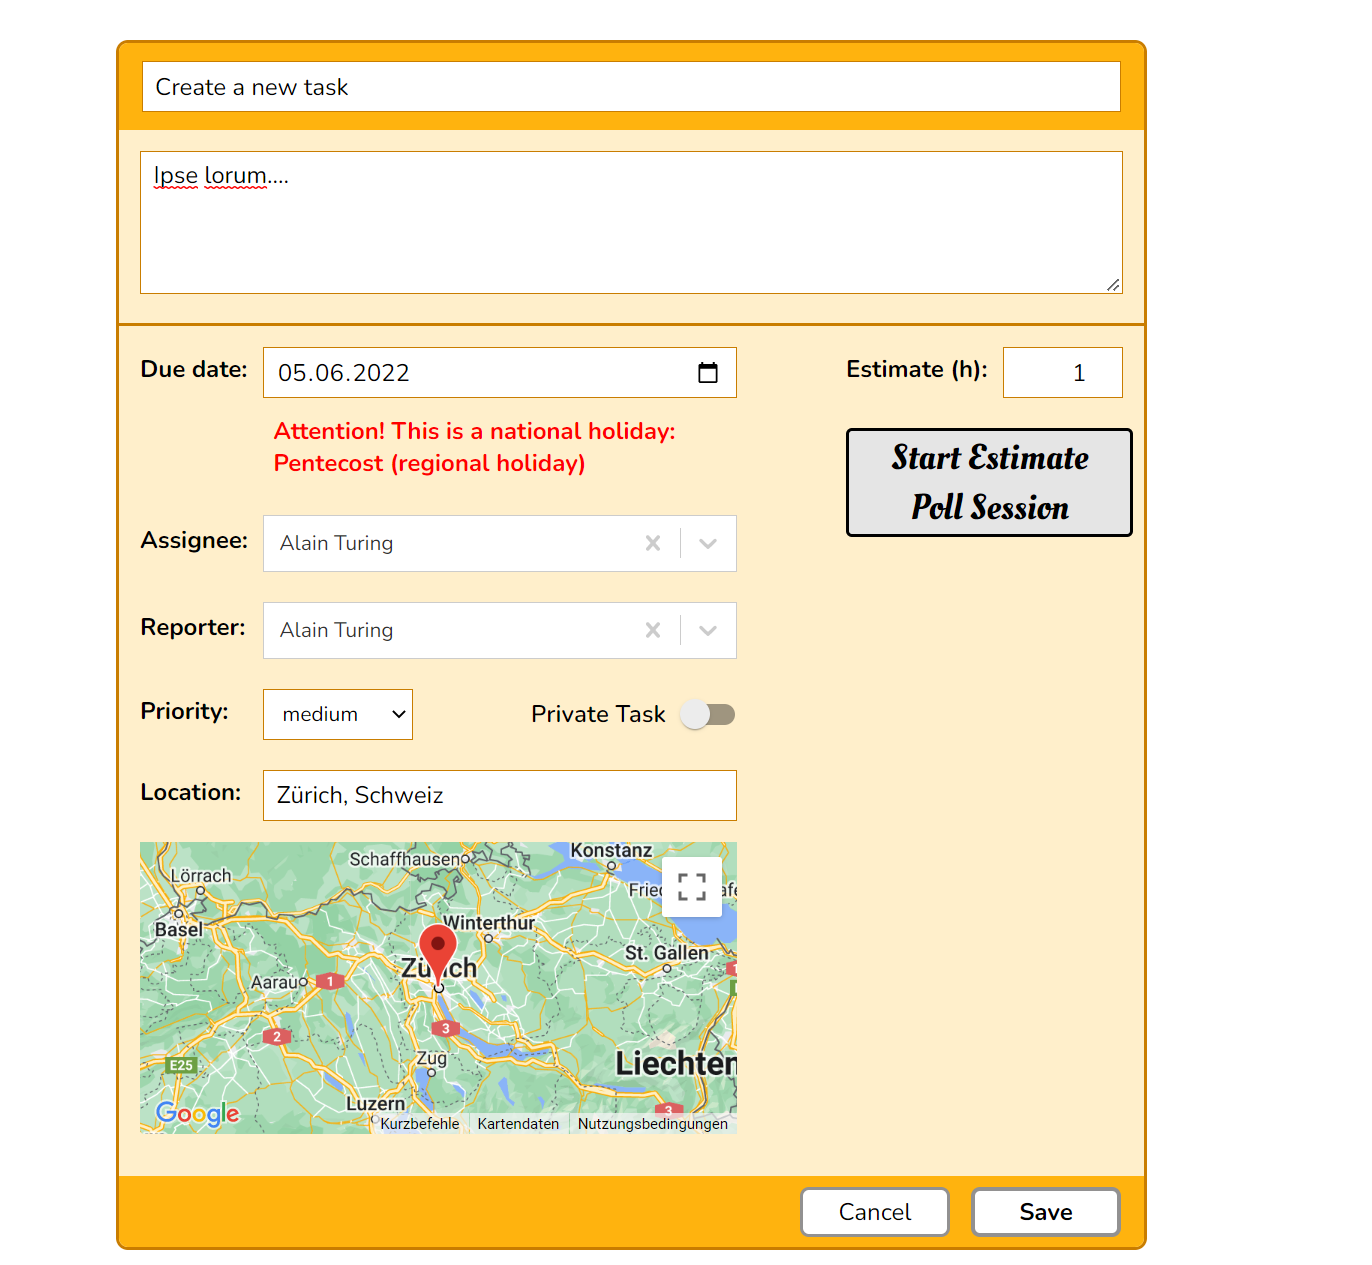 Create a new task
Ipse lorum....
Due date:
05.06.2022
Estimate (h):
1
Attention! This is a national holiday:
Pentecost (regional holiday)
Start Estimate
Poll Session
Assignee:
Alain Turing
Reporter:
Alain Turing
Priority:
medium
Private Task
Location:
Zürich, Schweiz
Schaffhausen
Konstanz
Lörrach
Basel
Winterthur
St. Gallen
Zürich
Aarau
1
2
3
Zug
E25
Liechten
Luzern
3
Google
Kurzbefehle
Kartendaten
Nutzungsbedingungen
Cancel
Save